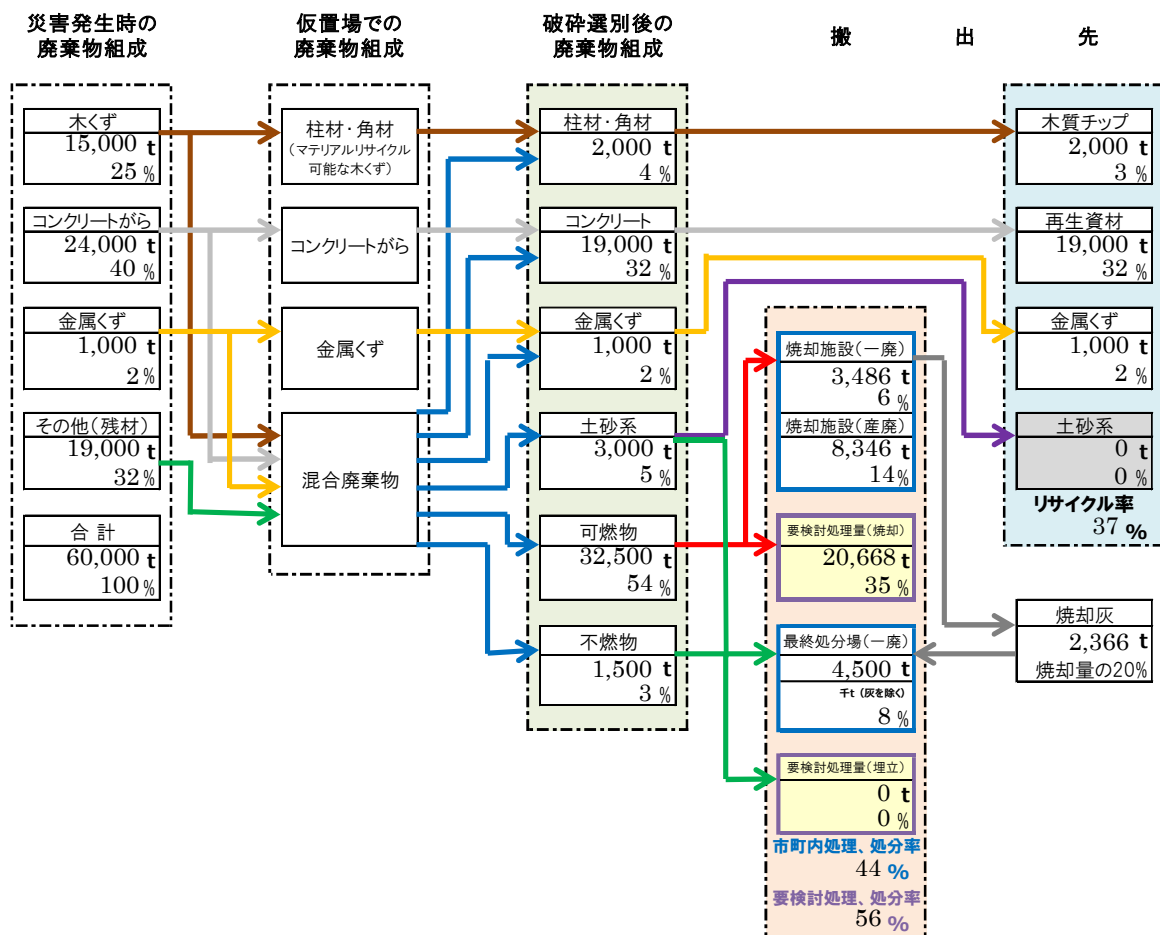 災害発生時の
廃棄物組成
仮置場での
廃棄物組成
破砕選別後の
廃棄物組成
搬 出 先
木くず
15,000 t
25 %
コンクリートがら
24,000 t
40 %
金属くず
1,000 t
2 %
その他(残材)
19,000 t
32 %
合 計
60,000 t
100 %
柱材・角材
(マテリアルリサイクル
可能な木くず)
コンクリートがら
金属くず
混合廃棄物
柱材・角材
2,000 t
4 %
コンクリート
19,000 t
32 %
金属くず
1,000 t
2 %
土砂系
3,000 t
5 %
可燃物
32,500 t
54 %
不燃物
1,500 t
3 %
焼却施設(一廃)
3,486 t
6 %
焼却施設(産廃)
8,346 t
14 %
要検討処理量(焼却)
20,668 t
35 %
最終処分場(一廃)
4,500 t
千t (灰を除く)
8 %
要検討処理量(埋立)
0 t
0 %
市町内処理、処分率
44 %
要検討処理、処分率
56 %
木質チップ
2,000 t
3 %
再生資材
19,000 t
32 %
金属くず
1,000 t
2 %
土砂系
0 t
0 %
リサイクル率
37 %
焼却灰
2,366 t
焼却量の20%